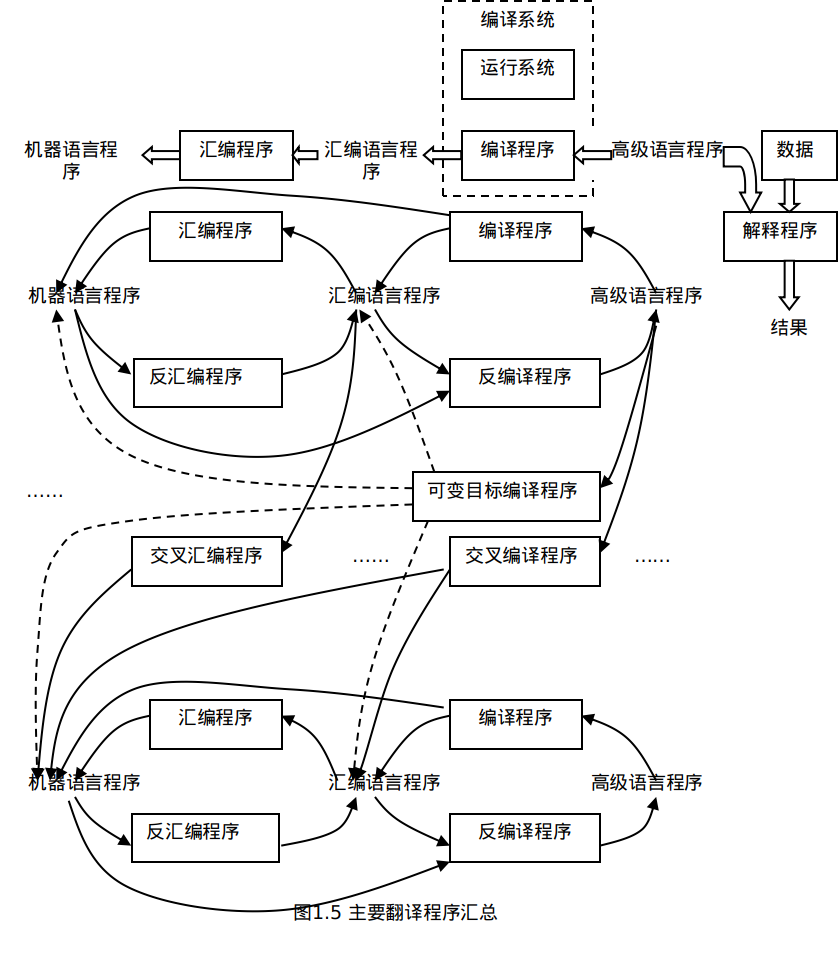 编译系统
运行系统
机器语言程
序
汇编程序
汇编语言程
序
编译程序
高级语言程序
数据
汇编程序
编译程序
解释程序
机器语言程序
汇编语言程序
高级语言程序
结果
反汇编程序
反编译程序
……
可变目标编译程序
交叉汇编程序
……
交叉编译程序
……
汇编程序
编译程序
机器语言程序
汇编语言程序
高级语言程序
反汇编程序
反编译程序
图1.5 主要翻译程序汇总